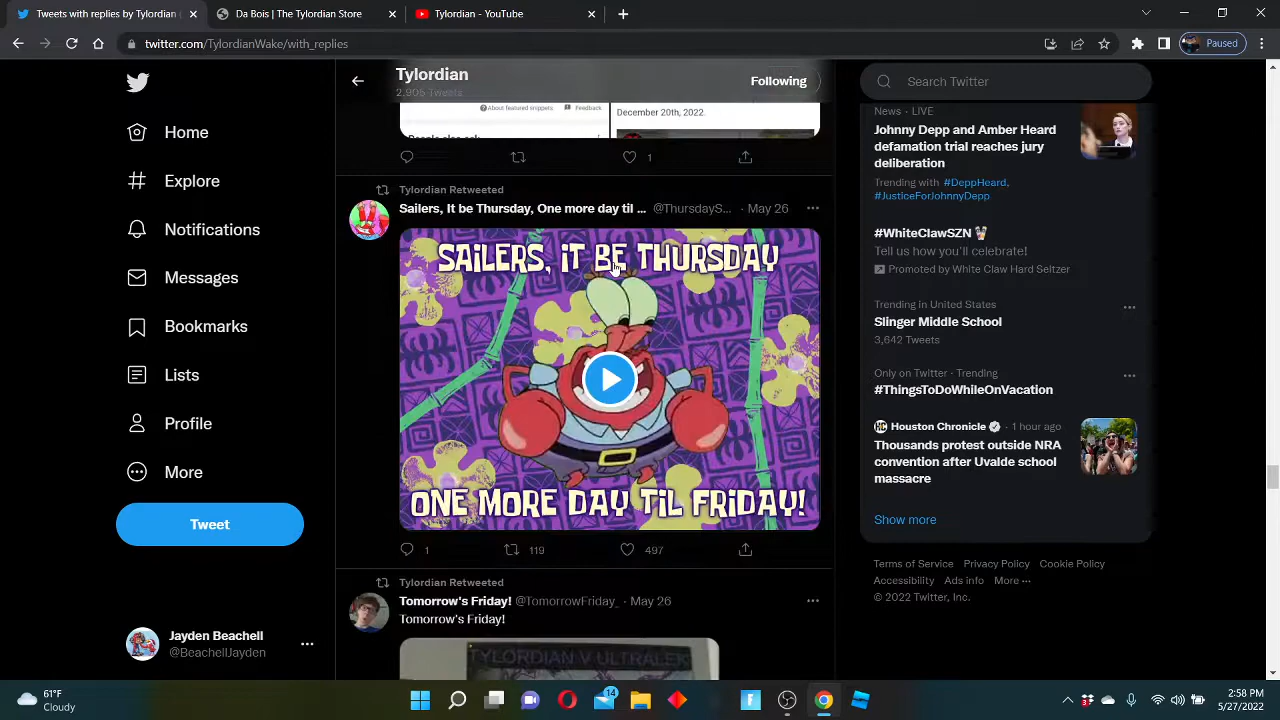 Tweets with replies by Tylordian
Da Bois | The Tylordian Store
Tylordian - YouTube
twitter.com/TylordianWake/with_replies
Paused
Tylordian
2,905 Tweets
Following
Search Twitter
Home
Explore
Notifications
Messages
Bookmarks
Lists
Profile
More
Tweet
Jayden Beachell
@BeachellJayden
About featured snippets
Feedback
December 20th, 2022.
1
Tylordian Retweeted
Sailers, It be Thursday, One more day til ... @ThursdayS... · May 26
SAILERS, IT BE THURSDAY
ONE MORE DAY TIL FRIDAY!
1 119 497
Tylordian Retweeted
Tomorrow's Friday! @TomorrowFriday_ · May 26
Tomorrow's Friday!
TYLORDIAN V ULTRALEK
News · LIVE
Johnny Depp and Amber Heard
defamation trial reaches jury
deliberation
Trending with #DeppHeard,
#JusticeForJohnnyDepp
#WhiteClawSZN
Tell us how you'll celebrate!
Promoted by White Claw Hard Seltzer
Trending in United States
Slinger Middle School
3,642 Tweets
Only on Twitter · Trending
#ThingsToDoWhileOnVacation
Houston Chronicle · 1 hour ago
Thousands protest outside NRA
convention after Uvalde school
massacre
Show more
Terms of Service Privacy Policy Cookie Policy
Accessibility Ads info More ···
© 2022 Twitter, Inc.
61°F
Cloudy
14
2:58 PM
5/27/2022